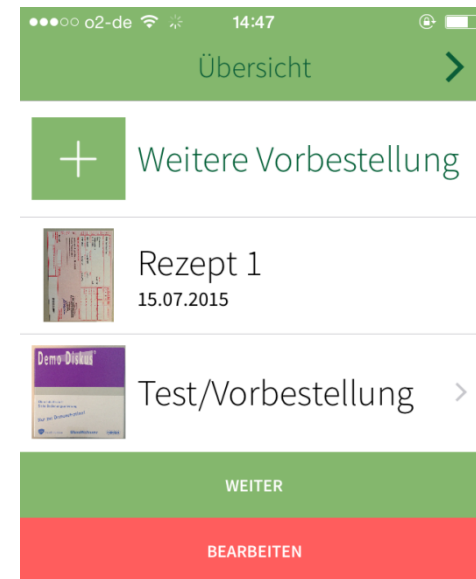 o2-de 14:47
Übersicht
Weitere Vorbestellung
Rezept 1
15.07.2015
Demo Diskus
Test/Vorbestellung
WEITER
BEARBEITEN